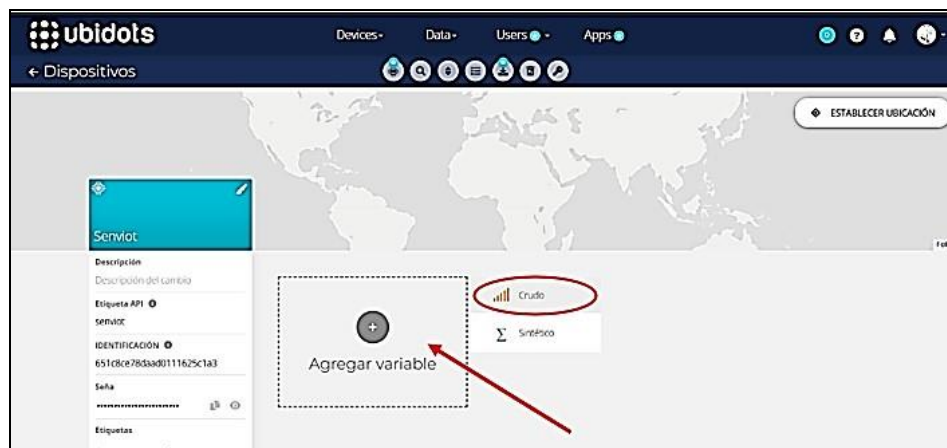 ubidots
Devices
Data
Users
Apps
← Dispositivos
ESTABLECER UBICACIÓN
Senviot
Descripción
Descripción del cambio
Etiqueta API
senviot
IDENTIFICACIÓN
651c8ce78daad0111625c1a3
Seña
Etiquetas
Agregar variable
Crudo
Sintético